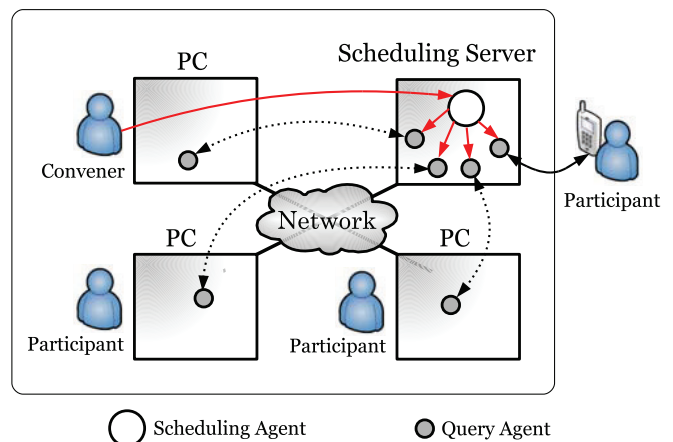 PC
Scheduling Server
Convener
Participant
Network
PC
PC
Participant
Participant
Scheduling Agent
Query Agent